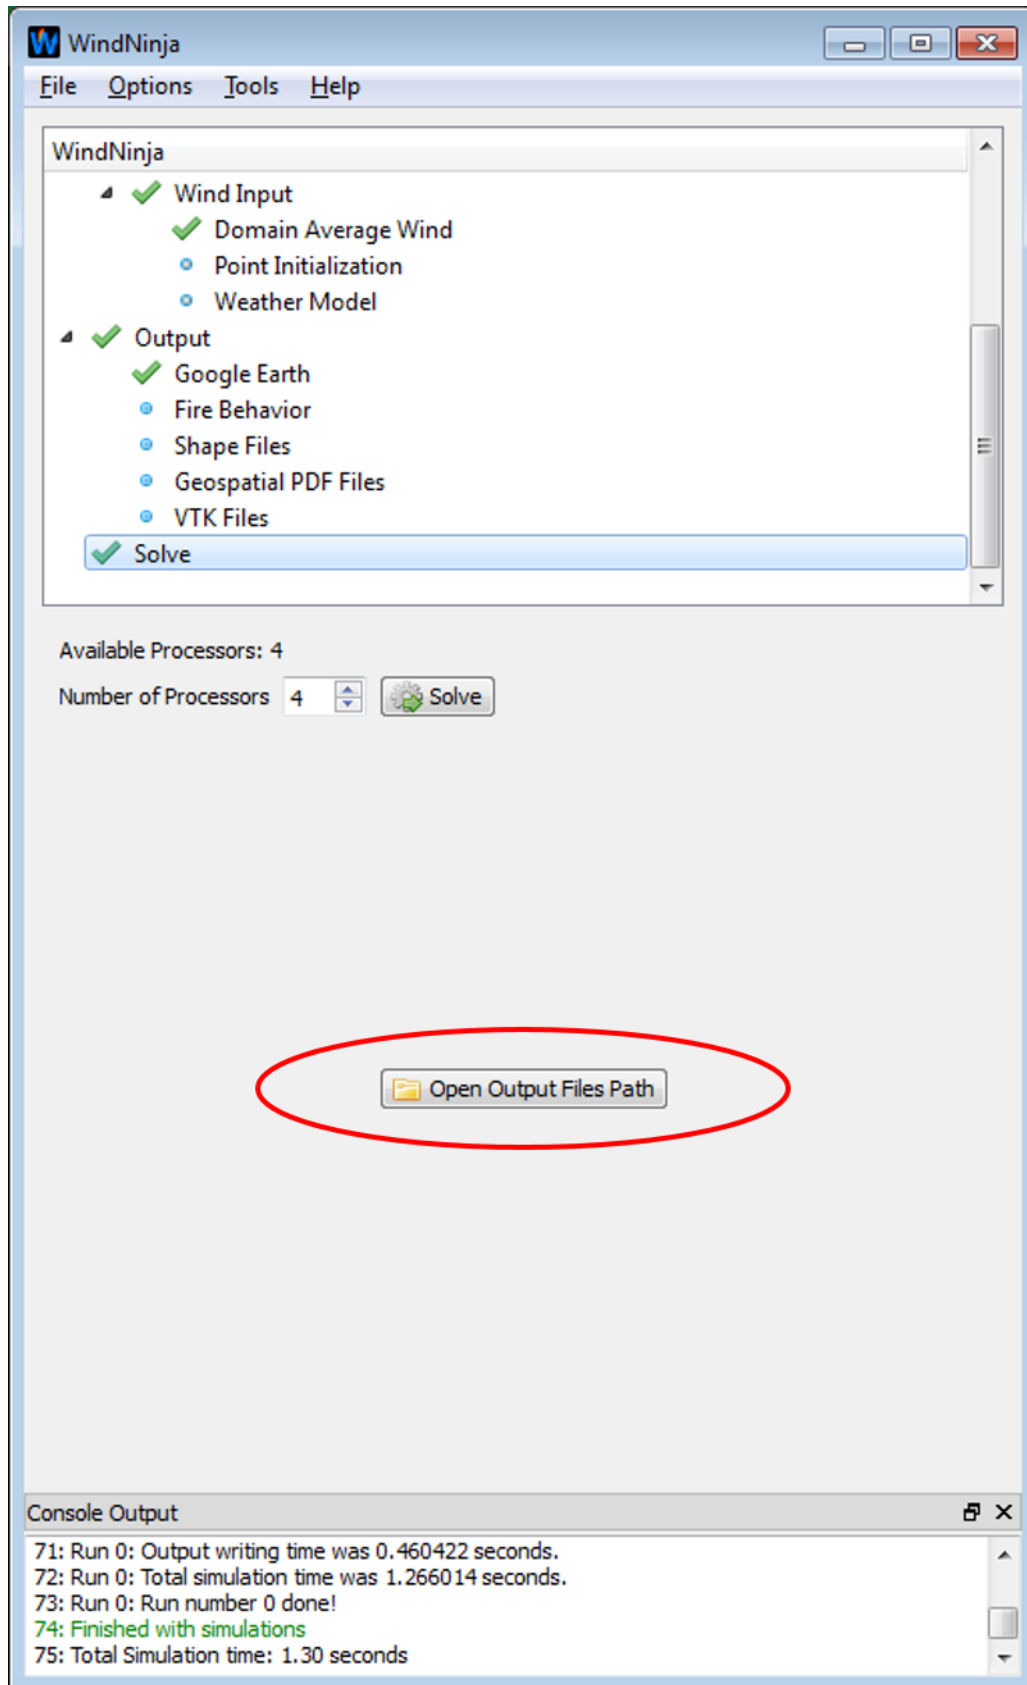 WindNinja
File Options Tools Help
WindNinja
Wind Input
Domain Average Wind
Point Initialization
Weather Model
Output
Google Earth
Fire Behavior
Shape Files
Geospatial PDF Files
VTK Files
Solve
Available Processors: 4
Number of Processors 4 Solve
Open Output Files Path
Console Output
71: Run 0: Output writing time was 0.460422 seconds.
72: Run 0: Total simulation time was 1.266014 seconds.
73: Run 0: Run number 0 done!
74: Finished with simulations
75: Total Simulation time: 1.30 seconds